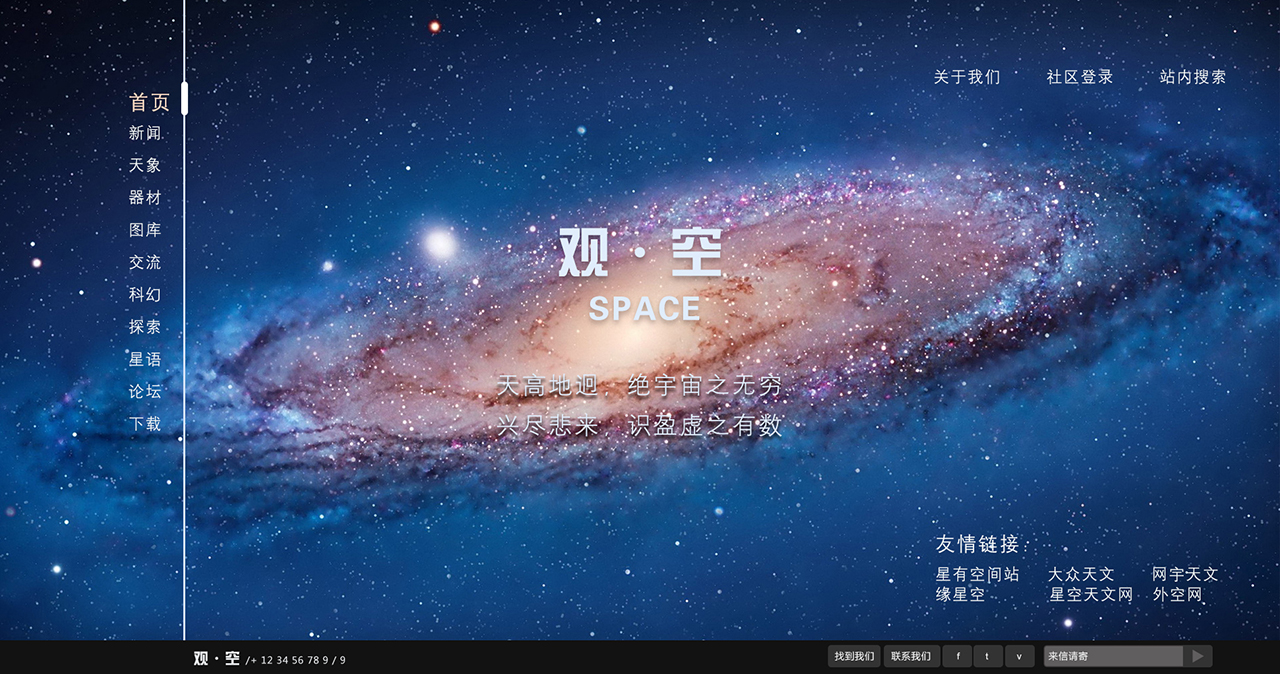 关于我们 社区登录 站内搜索
首页
新闻
天象
器材
图库
交流
科幻
探索
星语
论坛
下载
观·空
SPACE
天高地迥,绝宇宙之无穷
兴尽悲来 识盈虚之有数
友情链接:
星有空间站 大众天文 网宇天文
缘星空 星空天文网 外空网
观·空 /+ 12 34 56 78 9 / 9
找到我们 联系我们 f t v 来信请寄